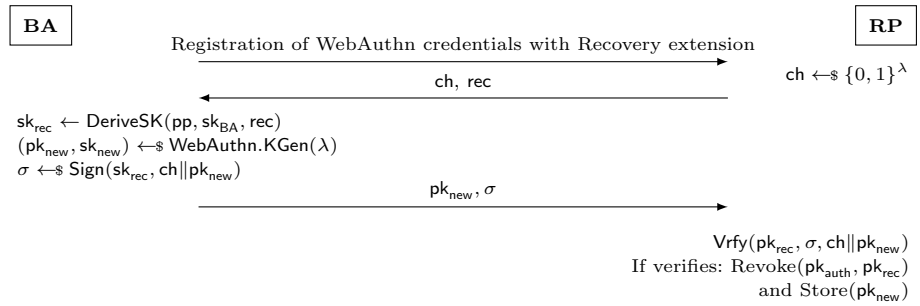 BA
RP
Registration of WebAuthn credentials with Recovery extension
ch ←$ {0, 1}^λ
ch, rec
sk_rec ← DeriveSK(pp, sk_BA, rec)
(pk_new, sk_new) ←$ WebAuthn.KGen(λ)
σ ←$ Sign(sk_rec, ch‖pk_new)
pk_new, σ
Vrfy(pk_rec, σ, ch‖pk_new)
If verifies: Revoke(pk_auth, pk_rec)
and Store(pk_new)